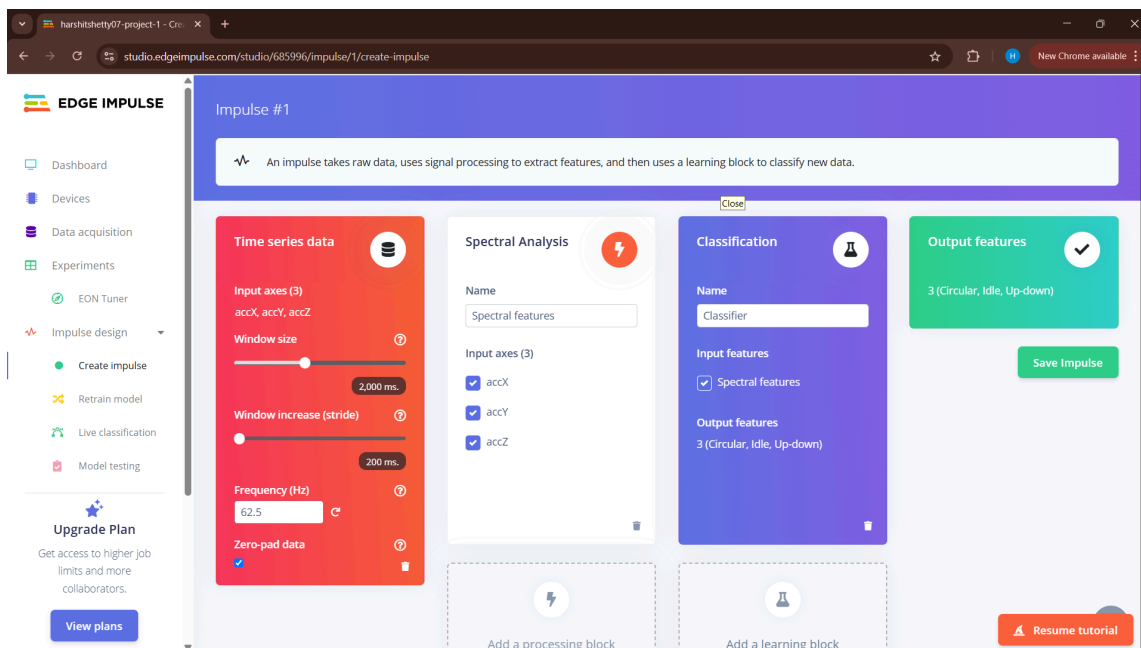 harshitshetty07-project-1 - Cre
studio.edgeimpulse.com/studio/685996/impulse/1/create-impulse
H
New Chrome available
EDGE IMPULSE
Dashboard
Devices
Data acquisition
Experiments
EON Tuner
Impulse design
Create impulse
Retrain model
Live classification
Model testing
Upgrade Plan
Get access to higher job
limits and more
collaborators.
View plans
Impulse #1
An impulse takes raw data, uses signal processing to extract features, and then uses a learning block to classify new data.
Close
Time series data
Input axes (3)
accX, accY, accZ
Window size
2,000 ms.
Window increase (stride)
200 ms.
Frequency (Hz)
62.5
Zero-pad data
Spectral Analysis
Name
Spectral features
Input axes (3)
accX
accY
accZ
Add a processing block
Classification
Name
Classifier
Input features
Spectral features
Output features
3 (Circular, Idle, Up-down)
Add a learning block
Output features
3 (Circular, Idle, Up-down)
Save Impulse
Resume tutorial